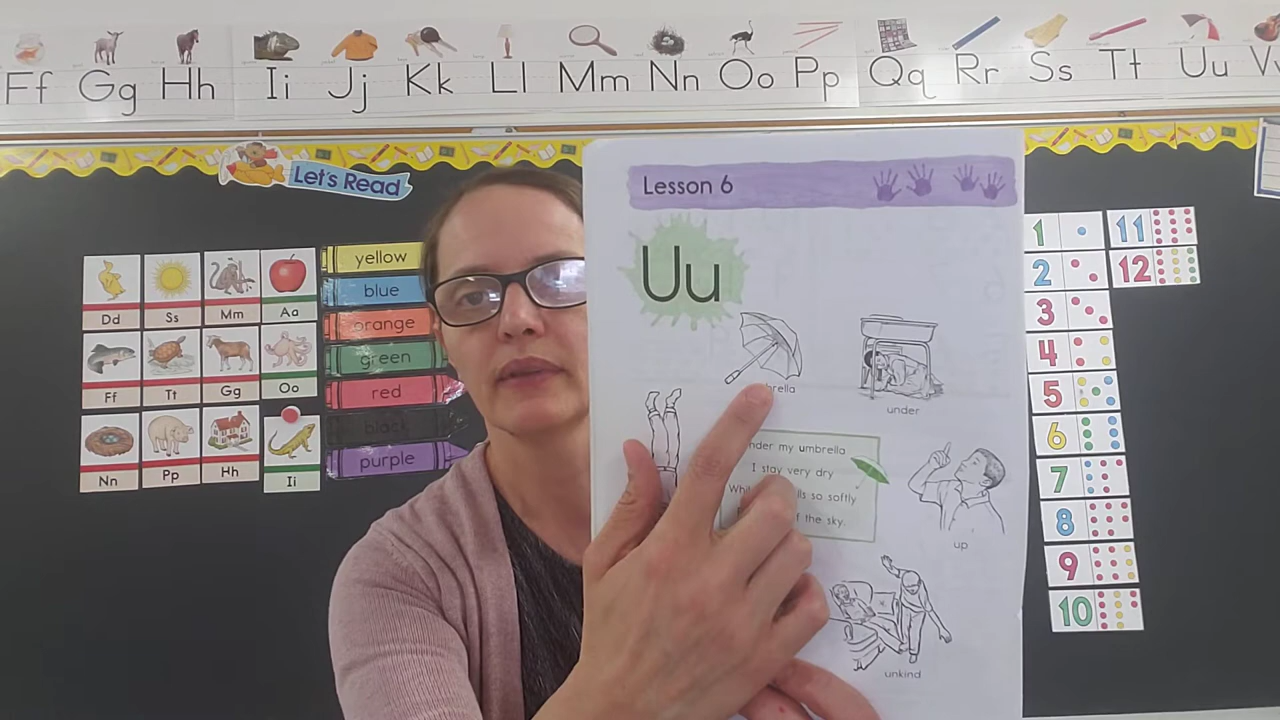 Ff Gg Hh Ii Jj Kk Ll Mm Nn Oo Pp Qq Rr Ss Tt Uu
Let's Read
Dd Ss Mm Aa
Ff Tt Gg Oo
Nn Pp Hh Ii
yellow
blue
orange
green
red
black
purple
Lesson 6
Uu
under
my umbrella
I stay very dry
so softly
the sky.
up
unkind
1 11
2 12
3
4
5
6
7
8
9
10